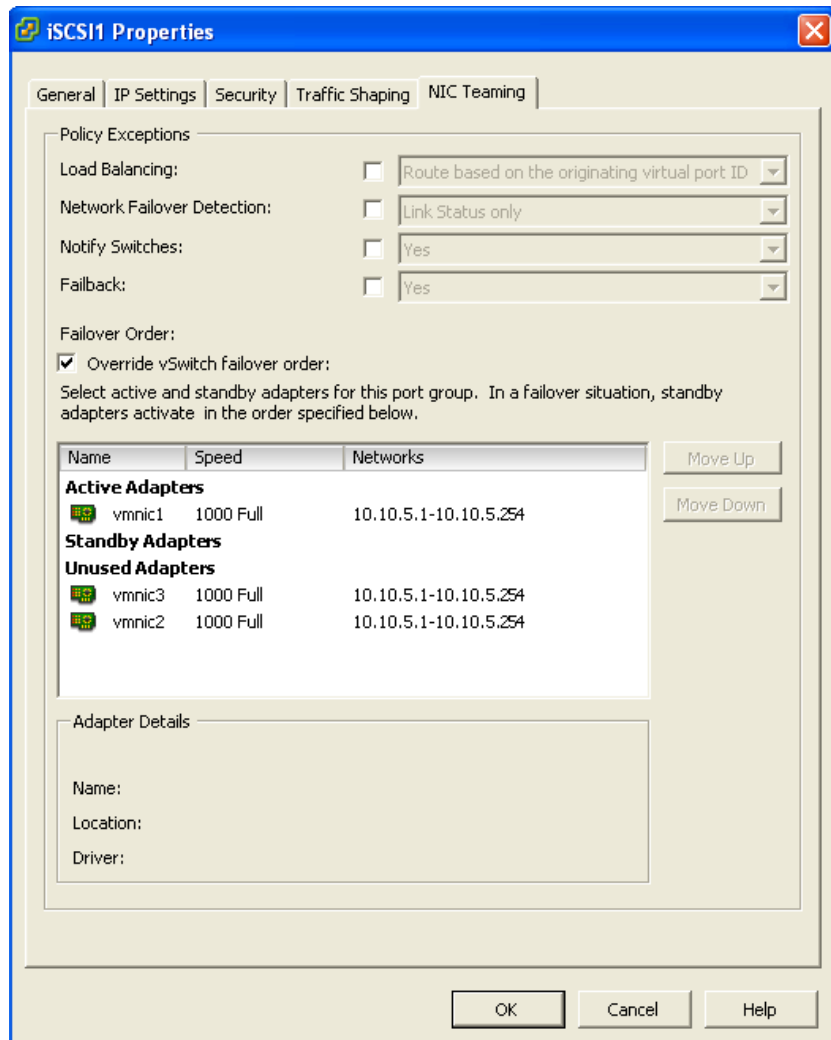 iSCSI1 Properties
General IP Settings Security Traffic Shaping NIC Teaming
Policy Exceptions
Load Balancing: Route based on the originating virtual port ID
Network Failover Detection: Link Status only
Notify Switches: Yes
Failback: Yes
Failover Order:
Override vSwitch failover order:
Select active and standby adapters for this port group. In a failover situation, standby
adapters activate in the order specified below.
Name Speed Networks Move Up
Active Adapters
vmnic1 1000 Full 10.10.5.1-10.10.5.254 Move Down
Standby Adapters
Unused Adapters
vmnic3 1000 Full 10.10.5.1-10.10.5.254
vmnic2 1000 Full 10.10.5.1-10.10.5.254
Adapter Details
Name:
Location:
Driver:
OK Cancel Help